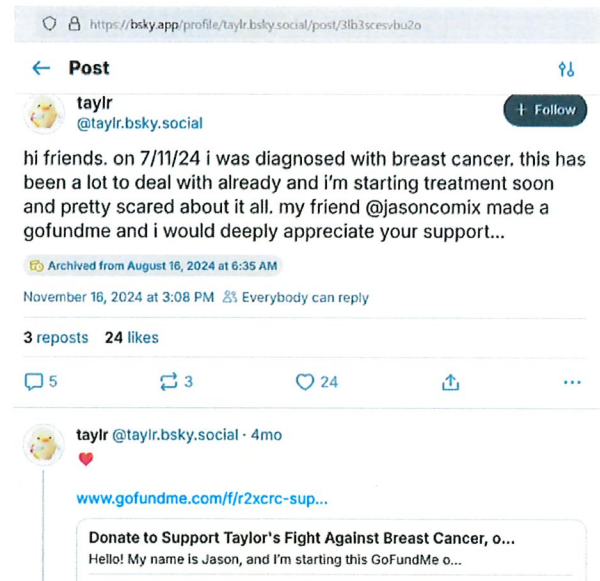 https://bsky.app/profile/taylr.bsky.social/post/3lb3scesvbu2o
Post
taylr
@taylr.bsky.social
+ Follow
hi friends. on 7/11/24 i was diagnosed with breast cancer. this has
been a lot to deal with already and i'm starting treatment soon
and pretty scared about it all. my friend @jasoncomix made a
gofundme and i would deeply appreciate your support...
Archived from August 16, 2024 at 6:35 AM
November 16, 2024 at 3:08 PM Everybody can reply
3 reposts 24 likes
5 3 24 ...
taylr @taylr.bsky.social · 4mo
❤️
www.gofundme.com/f/r2xcrc-sup...
Donate to Support Taylor's Fight Against Breast Cancer, o...
Hello! My name is Jason, and I'm starting this GoFundMe o...